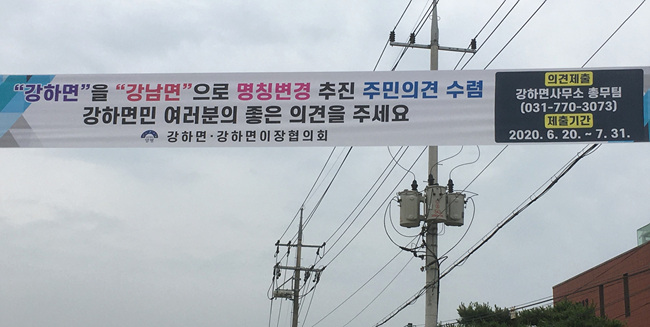 "강하면"을 "강남면"으로 명칭변경 추진 주민의견 수렴
강하면민 여러분의 좋은 의견을 주세요
강하면·강하면이장협의회
의견제출
강하면사무소 총무팀
(031-770-3073)
제출기간
2020. 6. 20. ~ 7. 31.